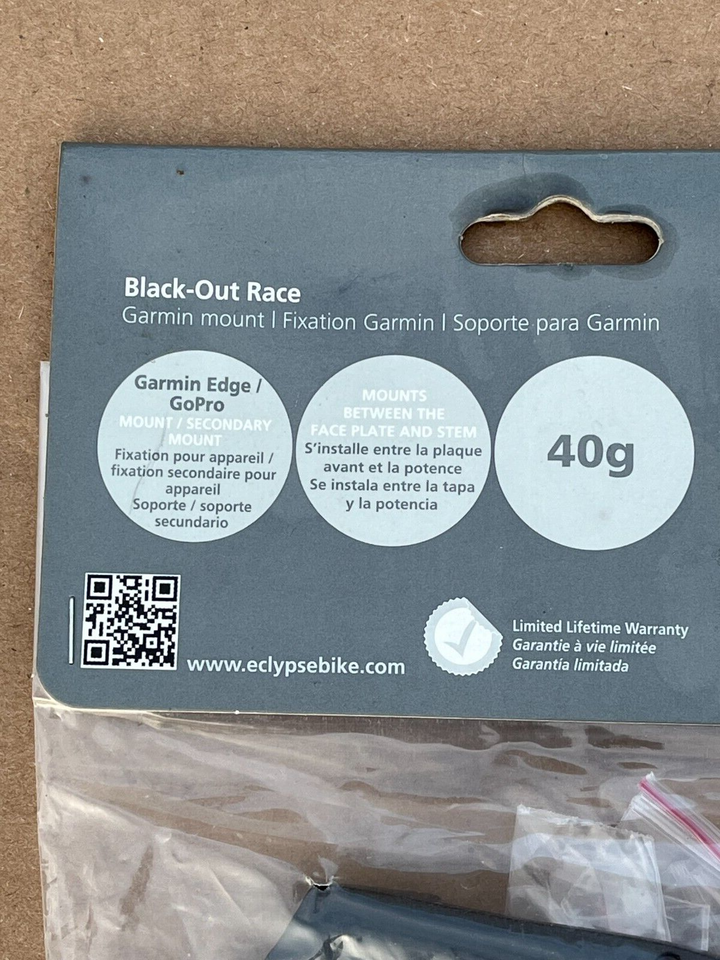 Black-Out Race
Garmin mount | Fixation Garmin | Soporte para Garmin
Garmin Edge /
GoPro
MOUNT / SECONDARY
MOUNT
Fixation pour appareil /
fixation secondaire pour
appareil
Soporte / soporte
secundario
MOUNTS
BETWEEN THE
FACE PLATE AND STEM
S'installe entre la plaque
avant et la potence
Se instala entre la tapa
y la potencia
40g
www.eclypsebike.com
Limited Lifetime Warranty
Garantie à vie limitée
Garantía limitada